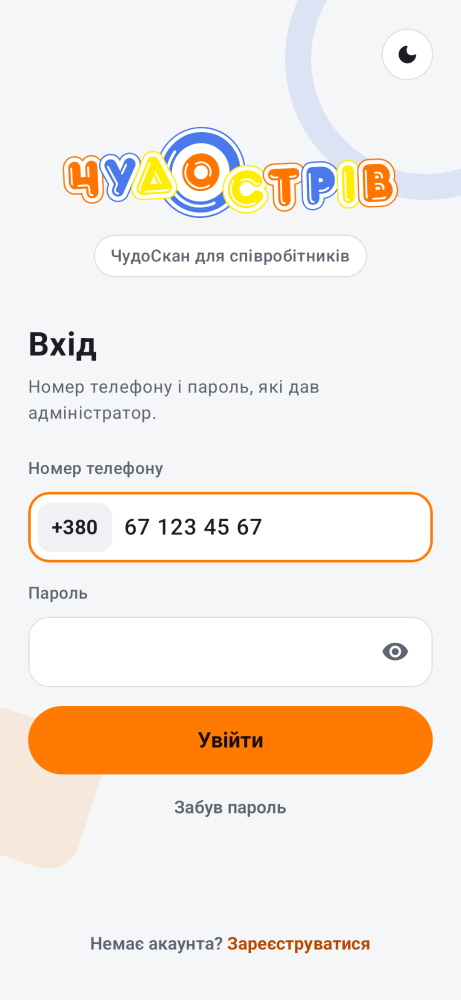 ЧУДОСТРІВ
ЧудоСкан для співробітників
Вхід
Номер телефону і пароль, які дав
адміністратор.
Номер телефону
+380 67 123 45 67
Пароль
Увійти
Забув пароль
Немає акаунта? Зареєструватися